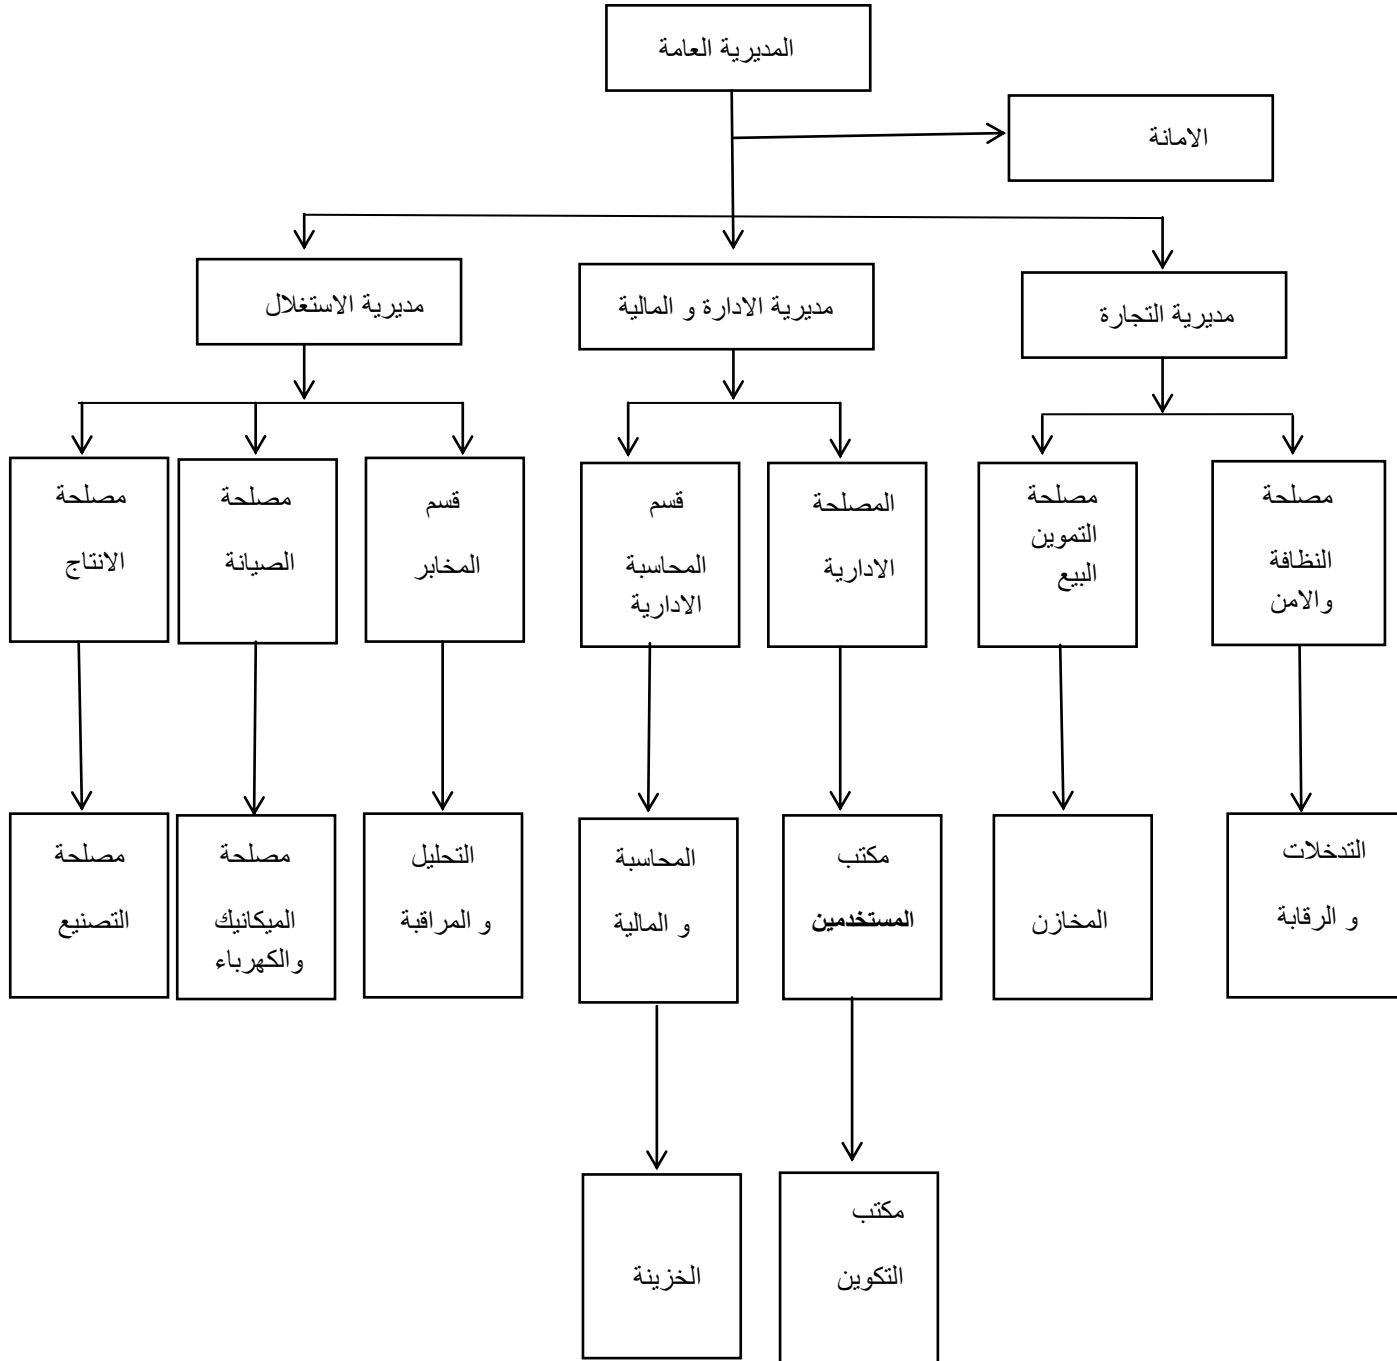 المديرية العامة
الامانة
مديرية التجارة
مديرية الادارة و المالية
مديرية الاستغلال
مصلحة
النظافة
والامن
مصلحة
التموين
البيع
المصلحة
الادارية
قسم
المحاسبة
الادارية
قسم
المخابر
مصلحة
الصيانة
مصلحة
الانتاج
التدخلات
و الرقابة
المخازن
مكتب
المستخدمين
المحاسبة
و المالية
التحليل
و المراقبة
مصلحة
الميكانيك
والكهرباء
مصلحة
التصنيع
مكتب
التكوين
الخزينة